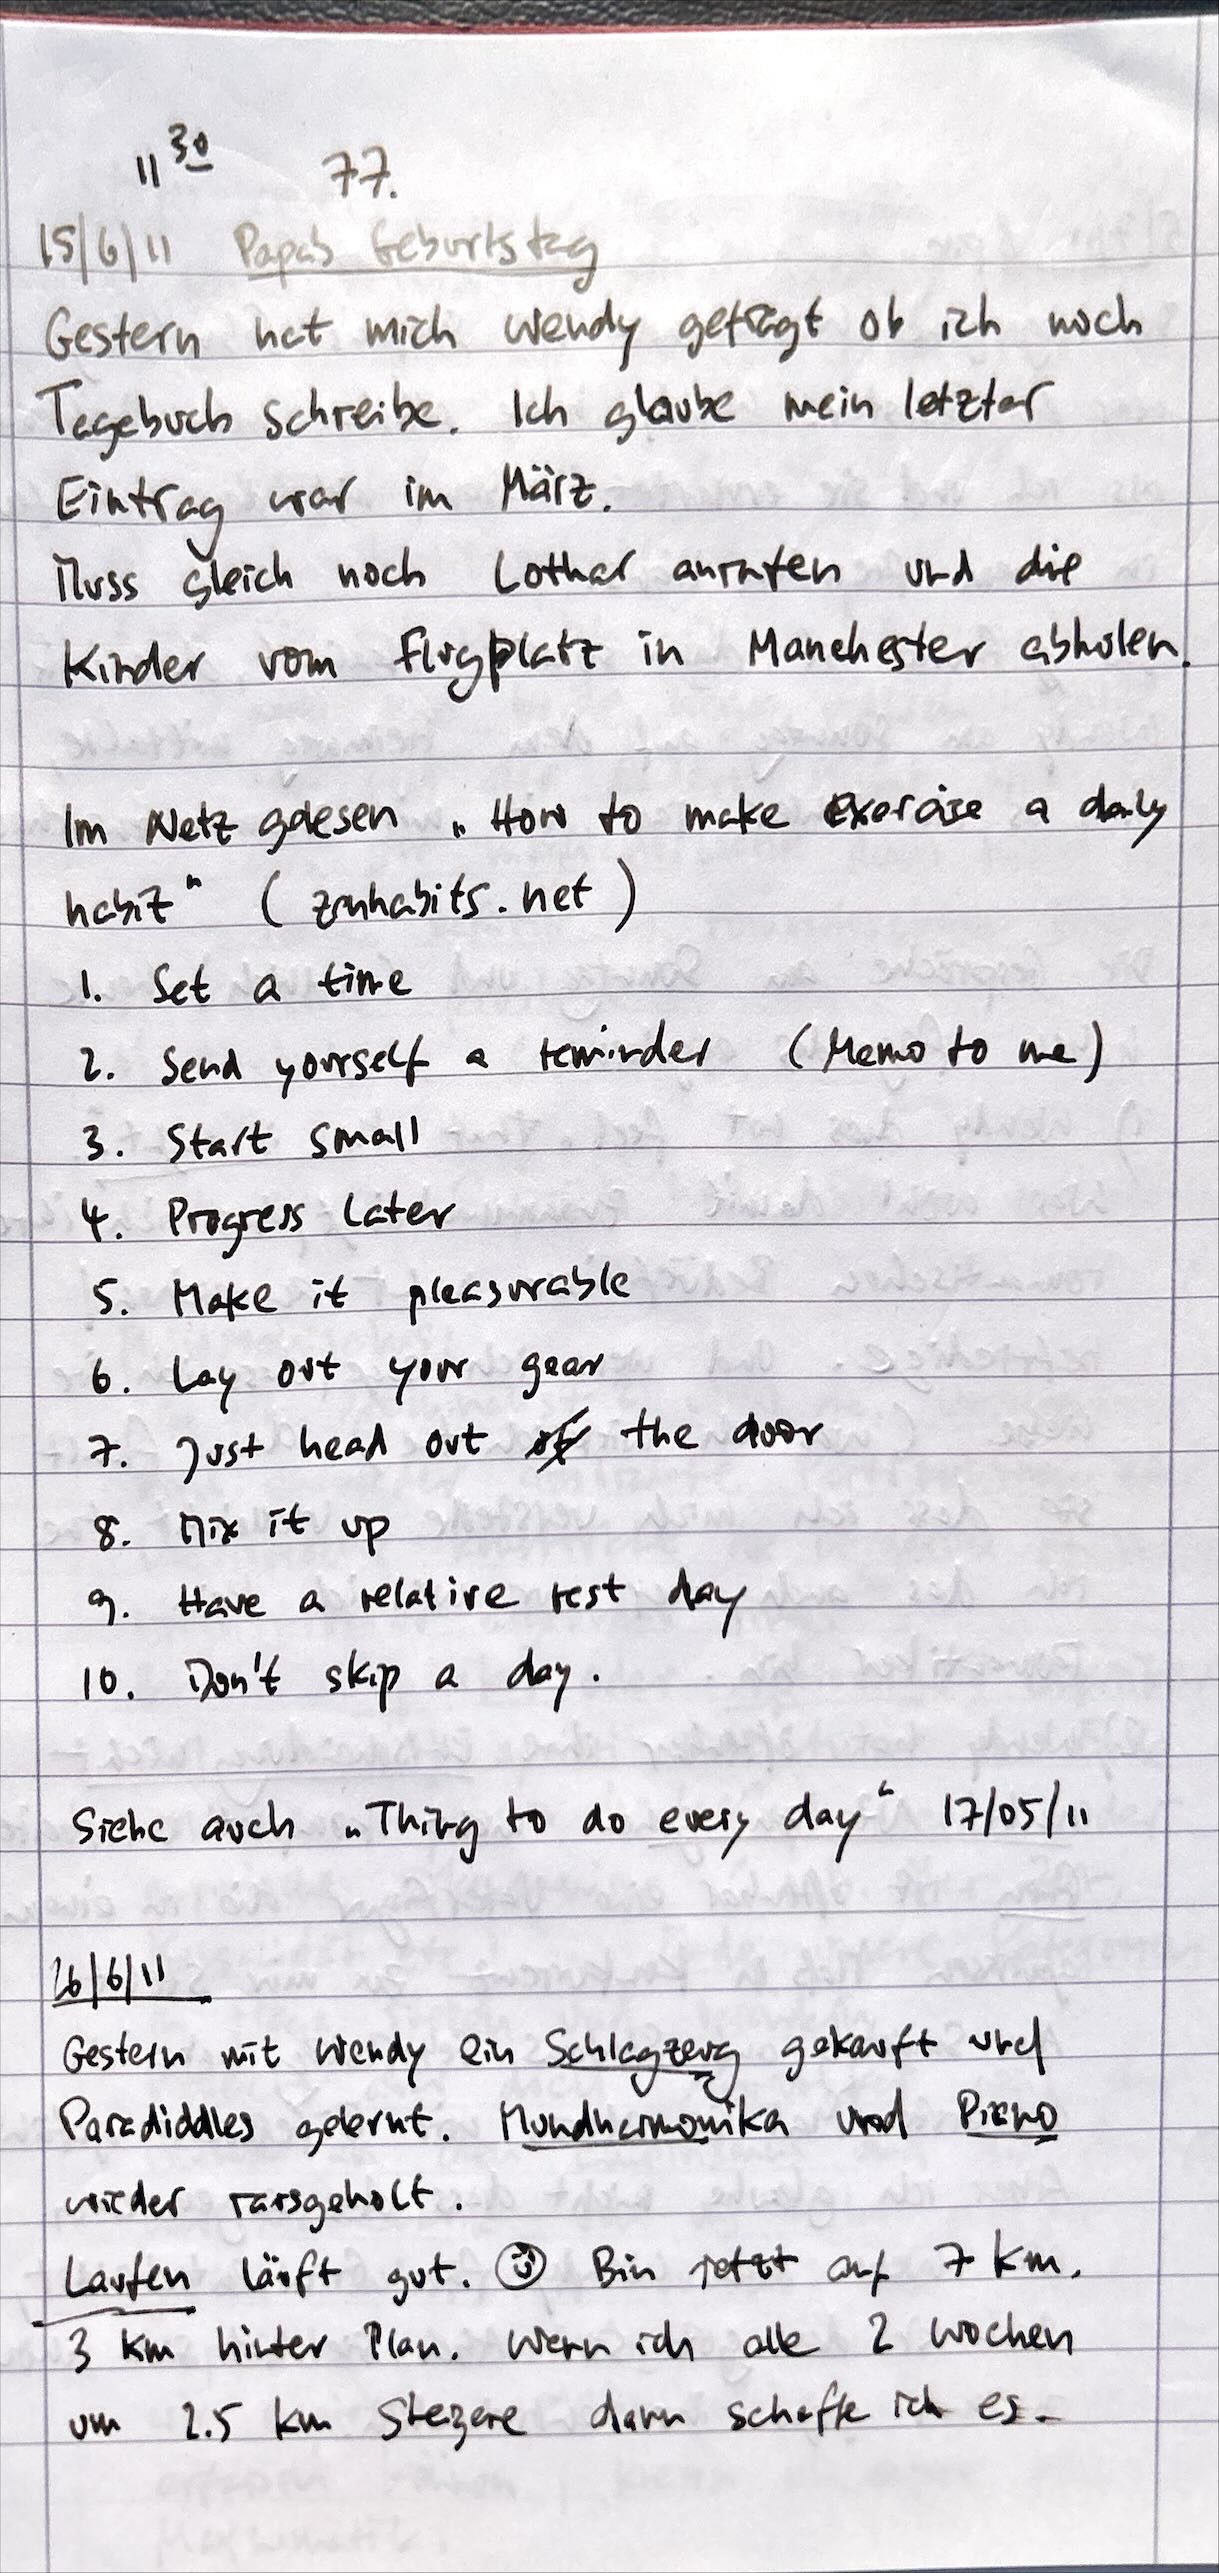 11 30 77.
15/6/11 Papas Geburtstag
Gestern hat mich Wendy gefragt ob ich noch
Tagebuch schreibe. Ich glaube mein letzter
Eintrag war im März.
Muss gleich noch Lothar anrufen und die
Kinder vom Flugplatz in Manchester abholen.
Im Netz gelesen „How to make Exercise a daily
habit" (zenhabits.net)
1. Set a time
2. Send yourself a reminder (Memo to me)
3. Start small
4. Progress Later
5. Make it pleasurable
6. Lay out your gear
7. Just head out the door
8. Mix it up
9. Have a relative rest day
10. Don't skip a day.
Siehe auch „Thing to do every day" 17/05/11
26/6/11
Gestern mit Wendy ein Schlagzeug gekauft und
Paradiddles gelernt. Mundharmonika und Piano
wieder rausgeholt.
Laufen läuft gut. ☺ Bin jetzt auf 7 km.
3 km hinter Plan. Wenn ich alle 2 Wochen
um 2.5 km steigere dann schaffe ich es.